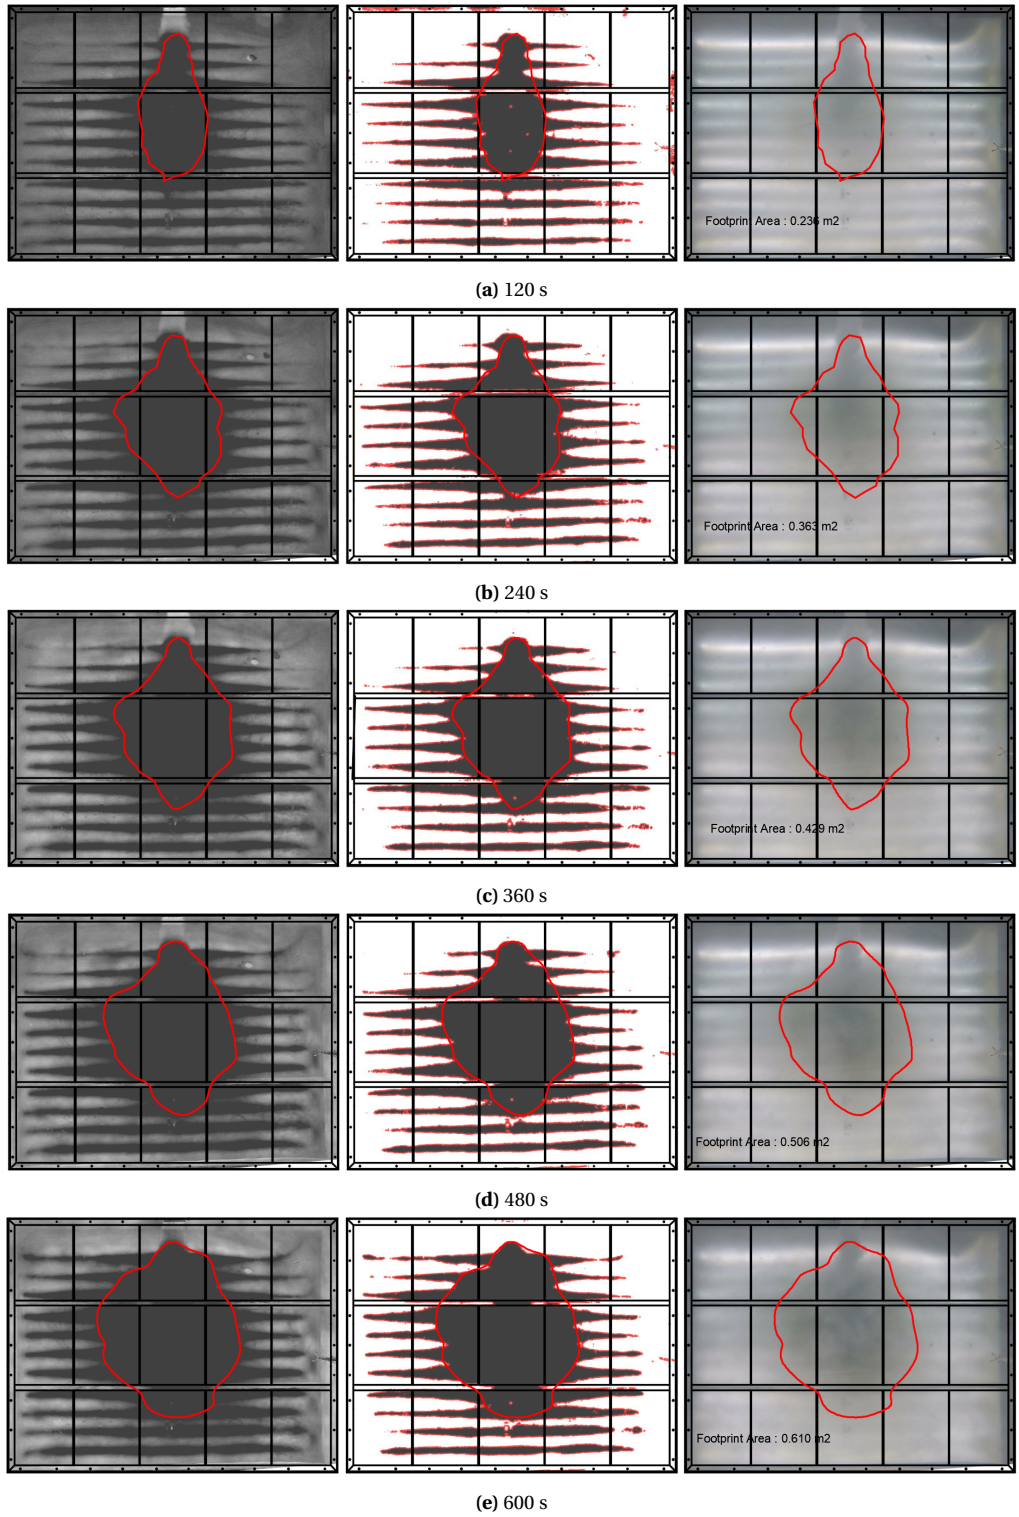 Footprint Area : 0.236 m2
(a) 120 s
Footprint Area : 0.363 m2
(b) 240 s
Footprint Area : 0.429 m2
(c) 360 s
Footprint Area : 0.506 m2
(d) 480 s
Footprint Area : 0.610 m2
(e) 600 s